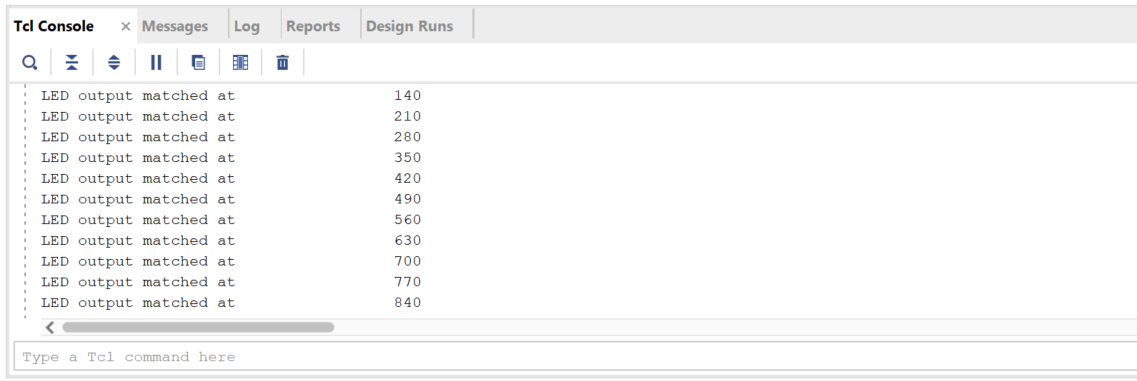 Tcl Console × Messages Log Reports Design Runs
LED output matched at 140
LED output matched at 210
LED output matched at 280
LED output matched at 350
LED output matched at 420
LED output matched at 490
LED output matched at 560
LED output matched at 630
LED output matched at 700
LED output matched at 770
LED output matched at 840
Type a Tcl command here